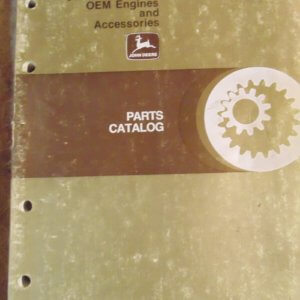 OEM Engines
and
Accessories
JOHN DEERE
PARTS
CATALOG